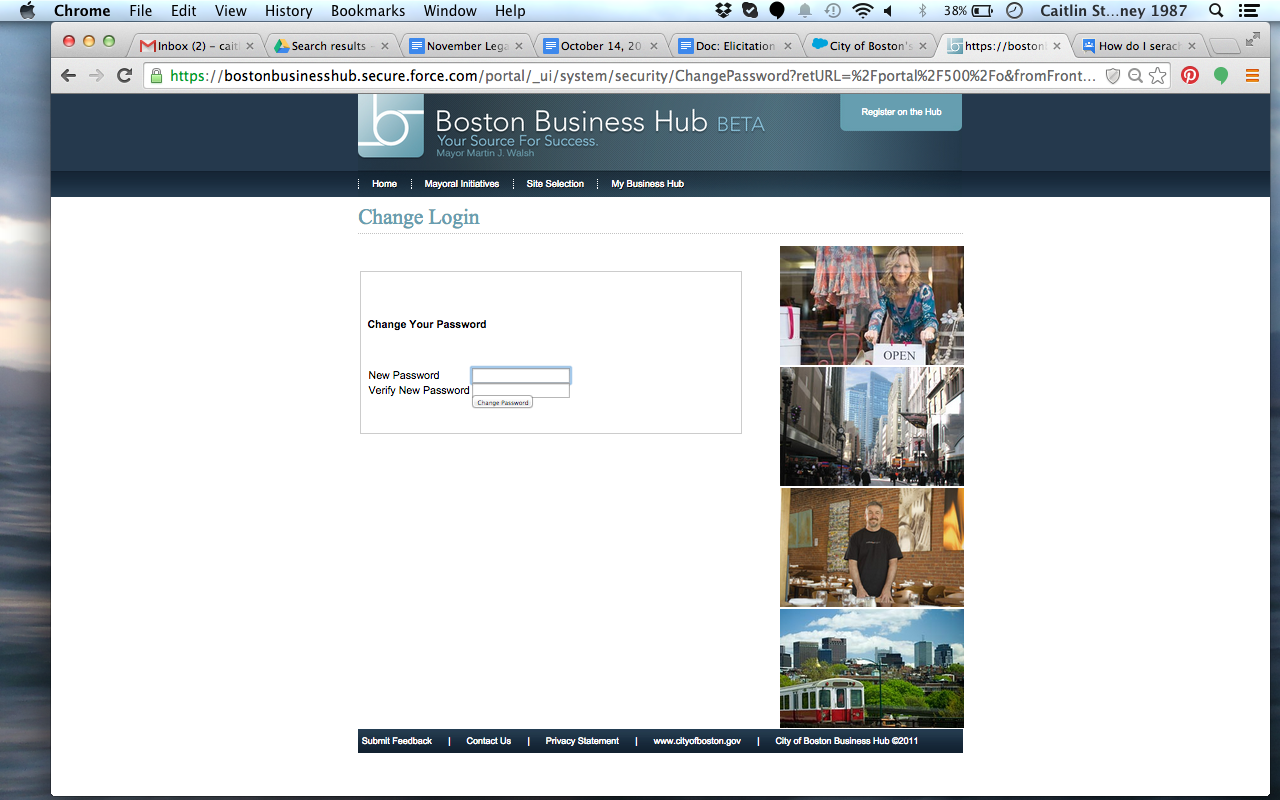 Chrome File Edit View History Bookmarks Window Help 38% Caitlin St...ney 1987
Inbox (2) – cait
Search results –
November Lega
October 14, 20
Doc: Elicitation
City of Boston's
https://boston
How do I serach
https://bostonbusinesshub.secure.force.com/portal/_ui/system/security/ChangePassword?retURL=%2Fportal%2F500%2Fo&fromFront...
b
Boston Business Hub BETA
Your Source For Success.
Mayor Martin J. Walsh
Register on the Hub
Home Mayoral Initiatives Site Selection My Business Hub
Change Login
Change Your Password
New Password
Verify New Password
Change Password
OPEN
Submit Feedback | Contact Us | Privacy Statement | www.cityofboston.gov | City of Boston Business Hub ©2011